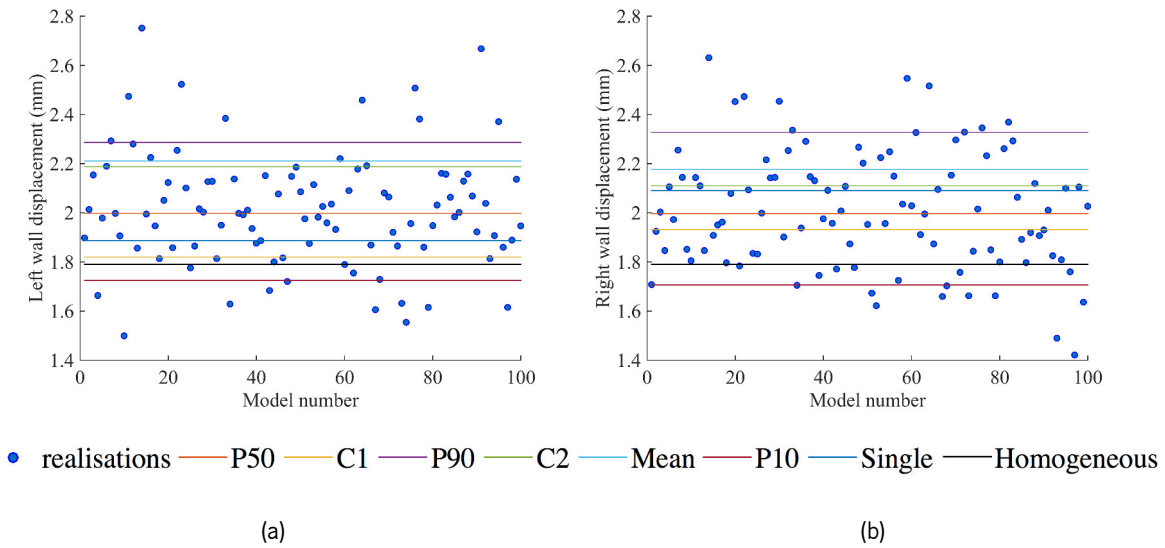 2.8
2.6
2.4
2.2
2
1.8
1.6
1.4
Left wall displacement (mm)
0 20 40 60 80 100
Model number
2.8
2.6
2.4
2.2
2
1.8
1.6
1.4
Right wall displacement (mm)
0 20 40 60 80 100
Model number
realisations P50 C1 P90 C2 Mean P10 Single Homogeneous
(a) (b)